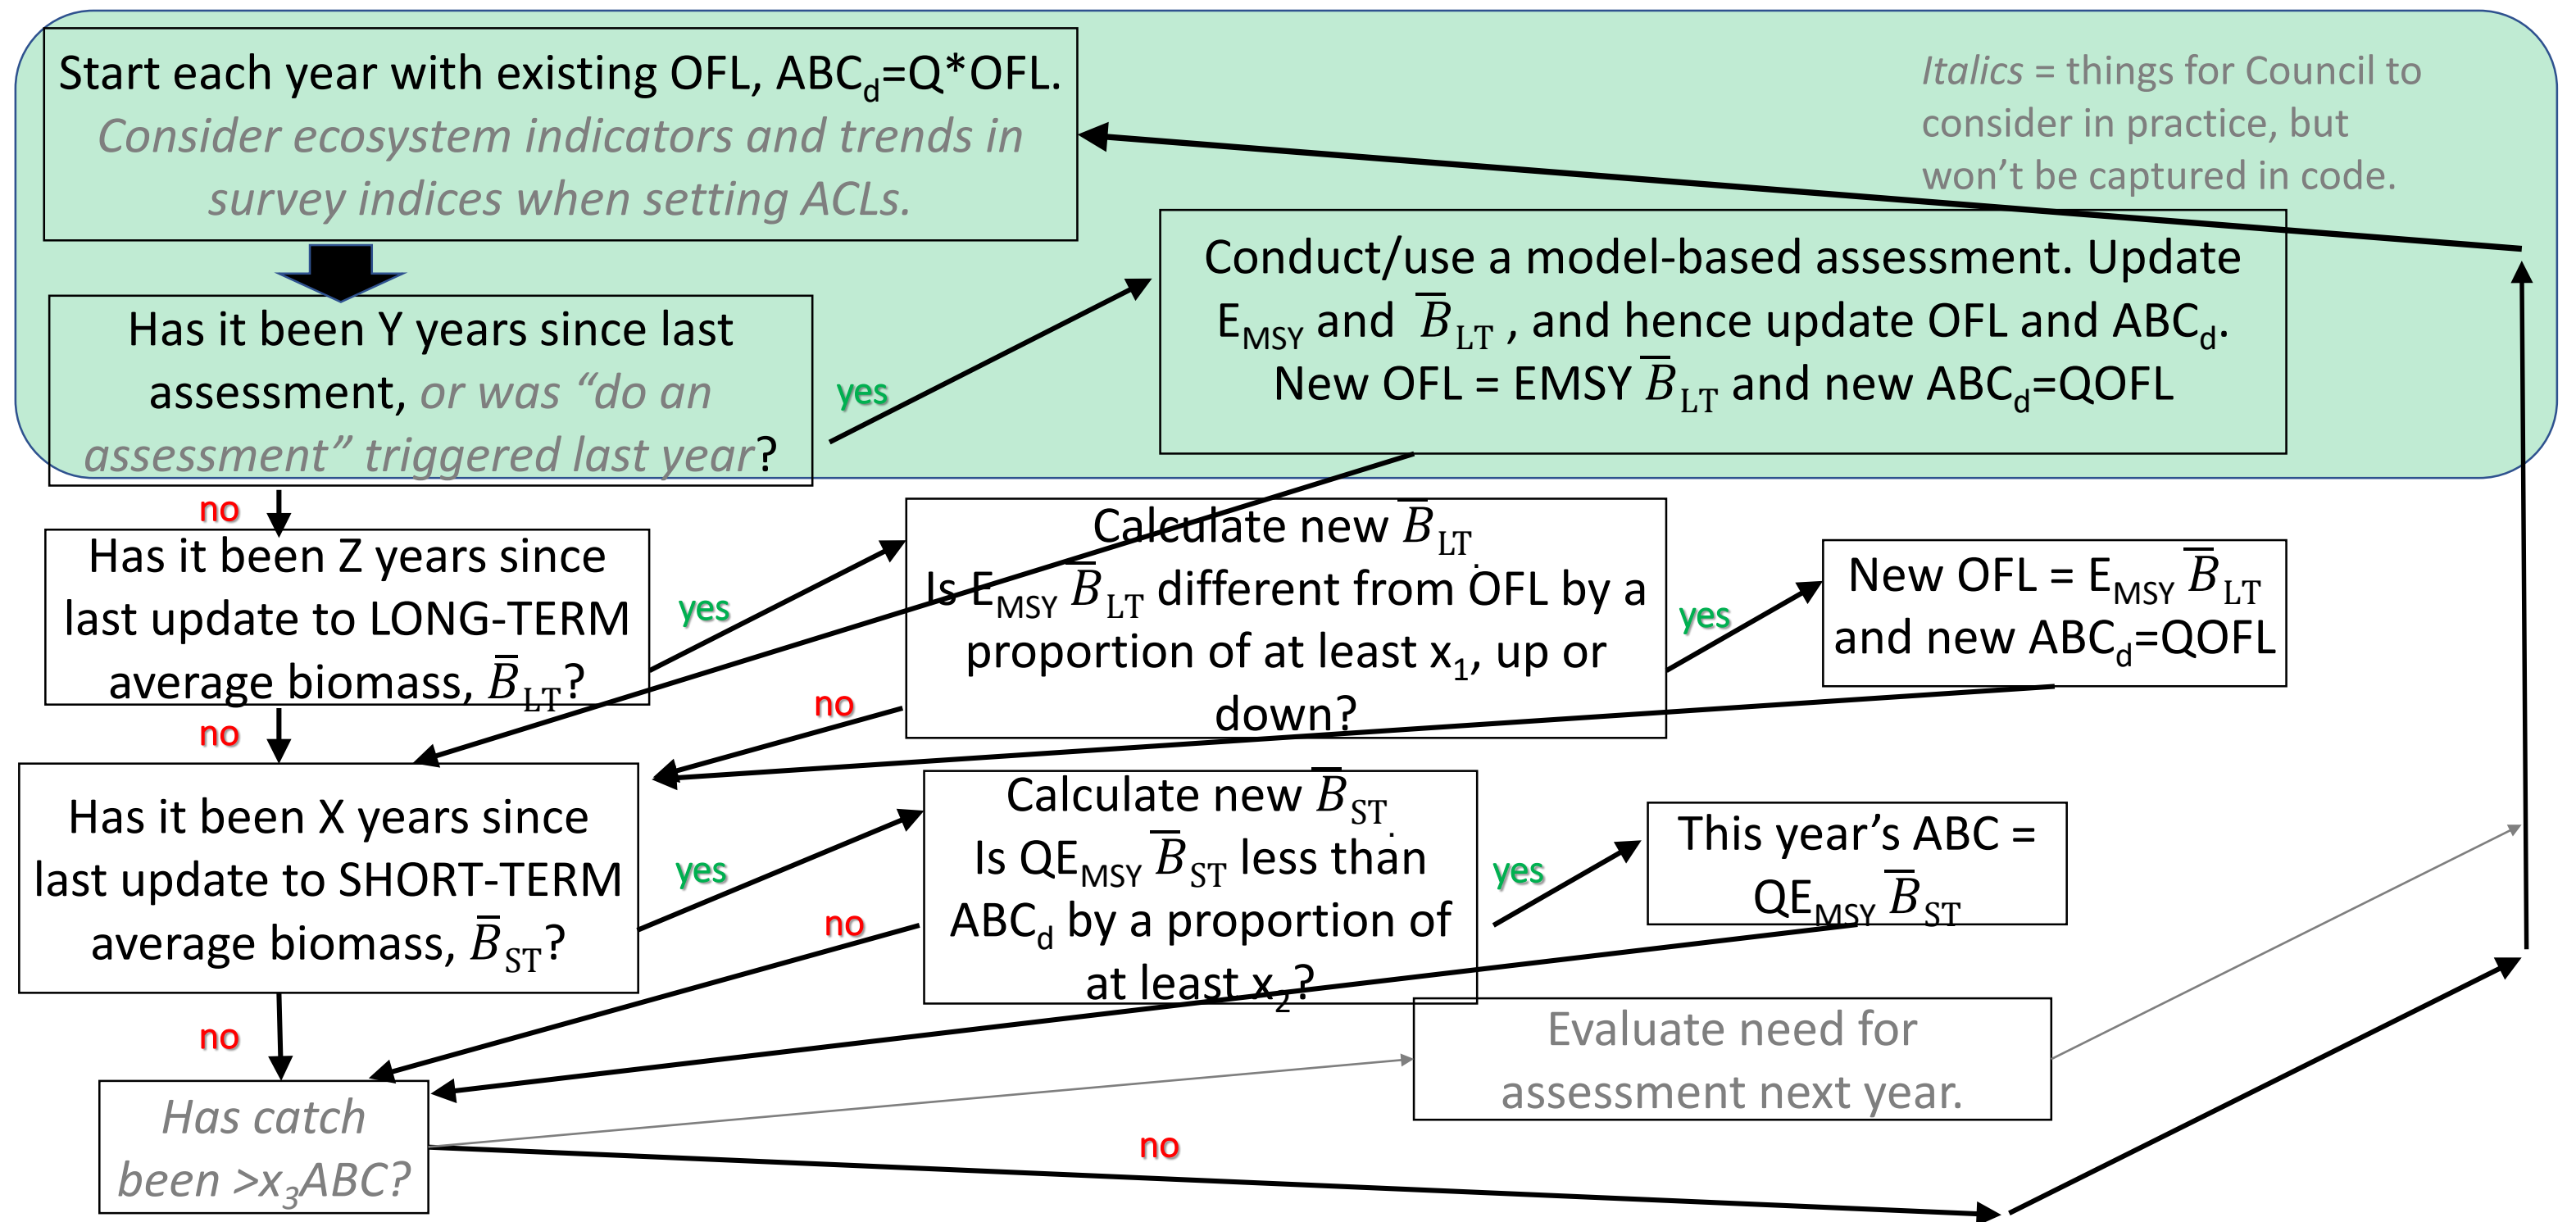 Start each year with existing OFL, ABCd=Q*OFL.
Consider ecosystem indicators and trends in
survey indices when setting ACLs.
Italics = things for Council to
consider in practice, but
won’t be captured in code.
Has it been Y years since last
assessment, or was “do an
assessment” triggered last year?
yes
Conduct/use a model-based assessment. Update
EMSY and B̅LT , and hence update OFL and ABCd.
New OFL = EMSY B̅LT and new ABCd=QOFL
no
Has it been Z years since
last update to LONG-TERM
average biomass, B̅LT?
yes
Calculate new B̅LT.
Is EMSY B̅LT different from OFL by a
proportion of at least x1, up or
down?
yes
New OFL = EMSY B̅LT
and new ABCd=QOFL
no
no
Has it been X years since
last update to SHORT-TERM
average biomass, B̅ST?
yes
Calculate new B̅ST.
Is QEMSY B̅ST less than
ABCd by a proportion of
at least x2?
yes
This year’s ABC =
QEMSY B̅ST
no
no
Evaluate need for
assessment next year.
Has catch
been >x3ABC?
no